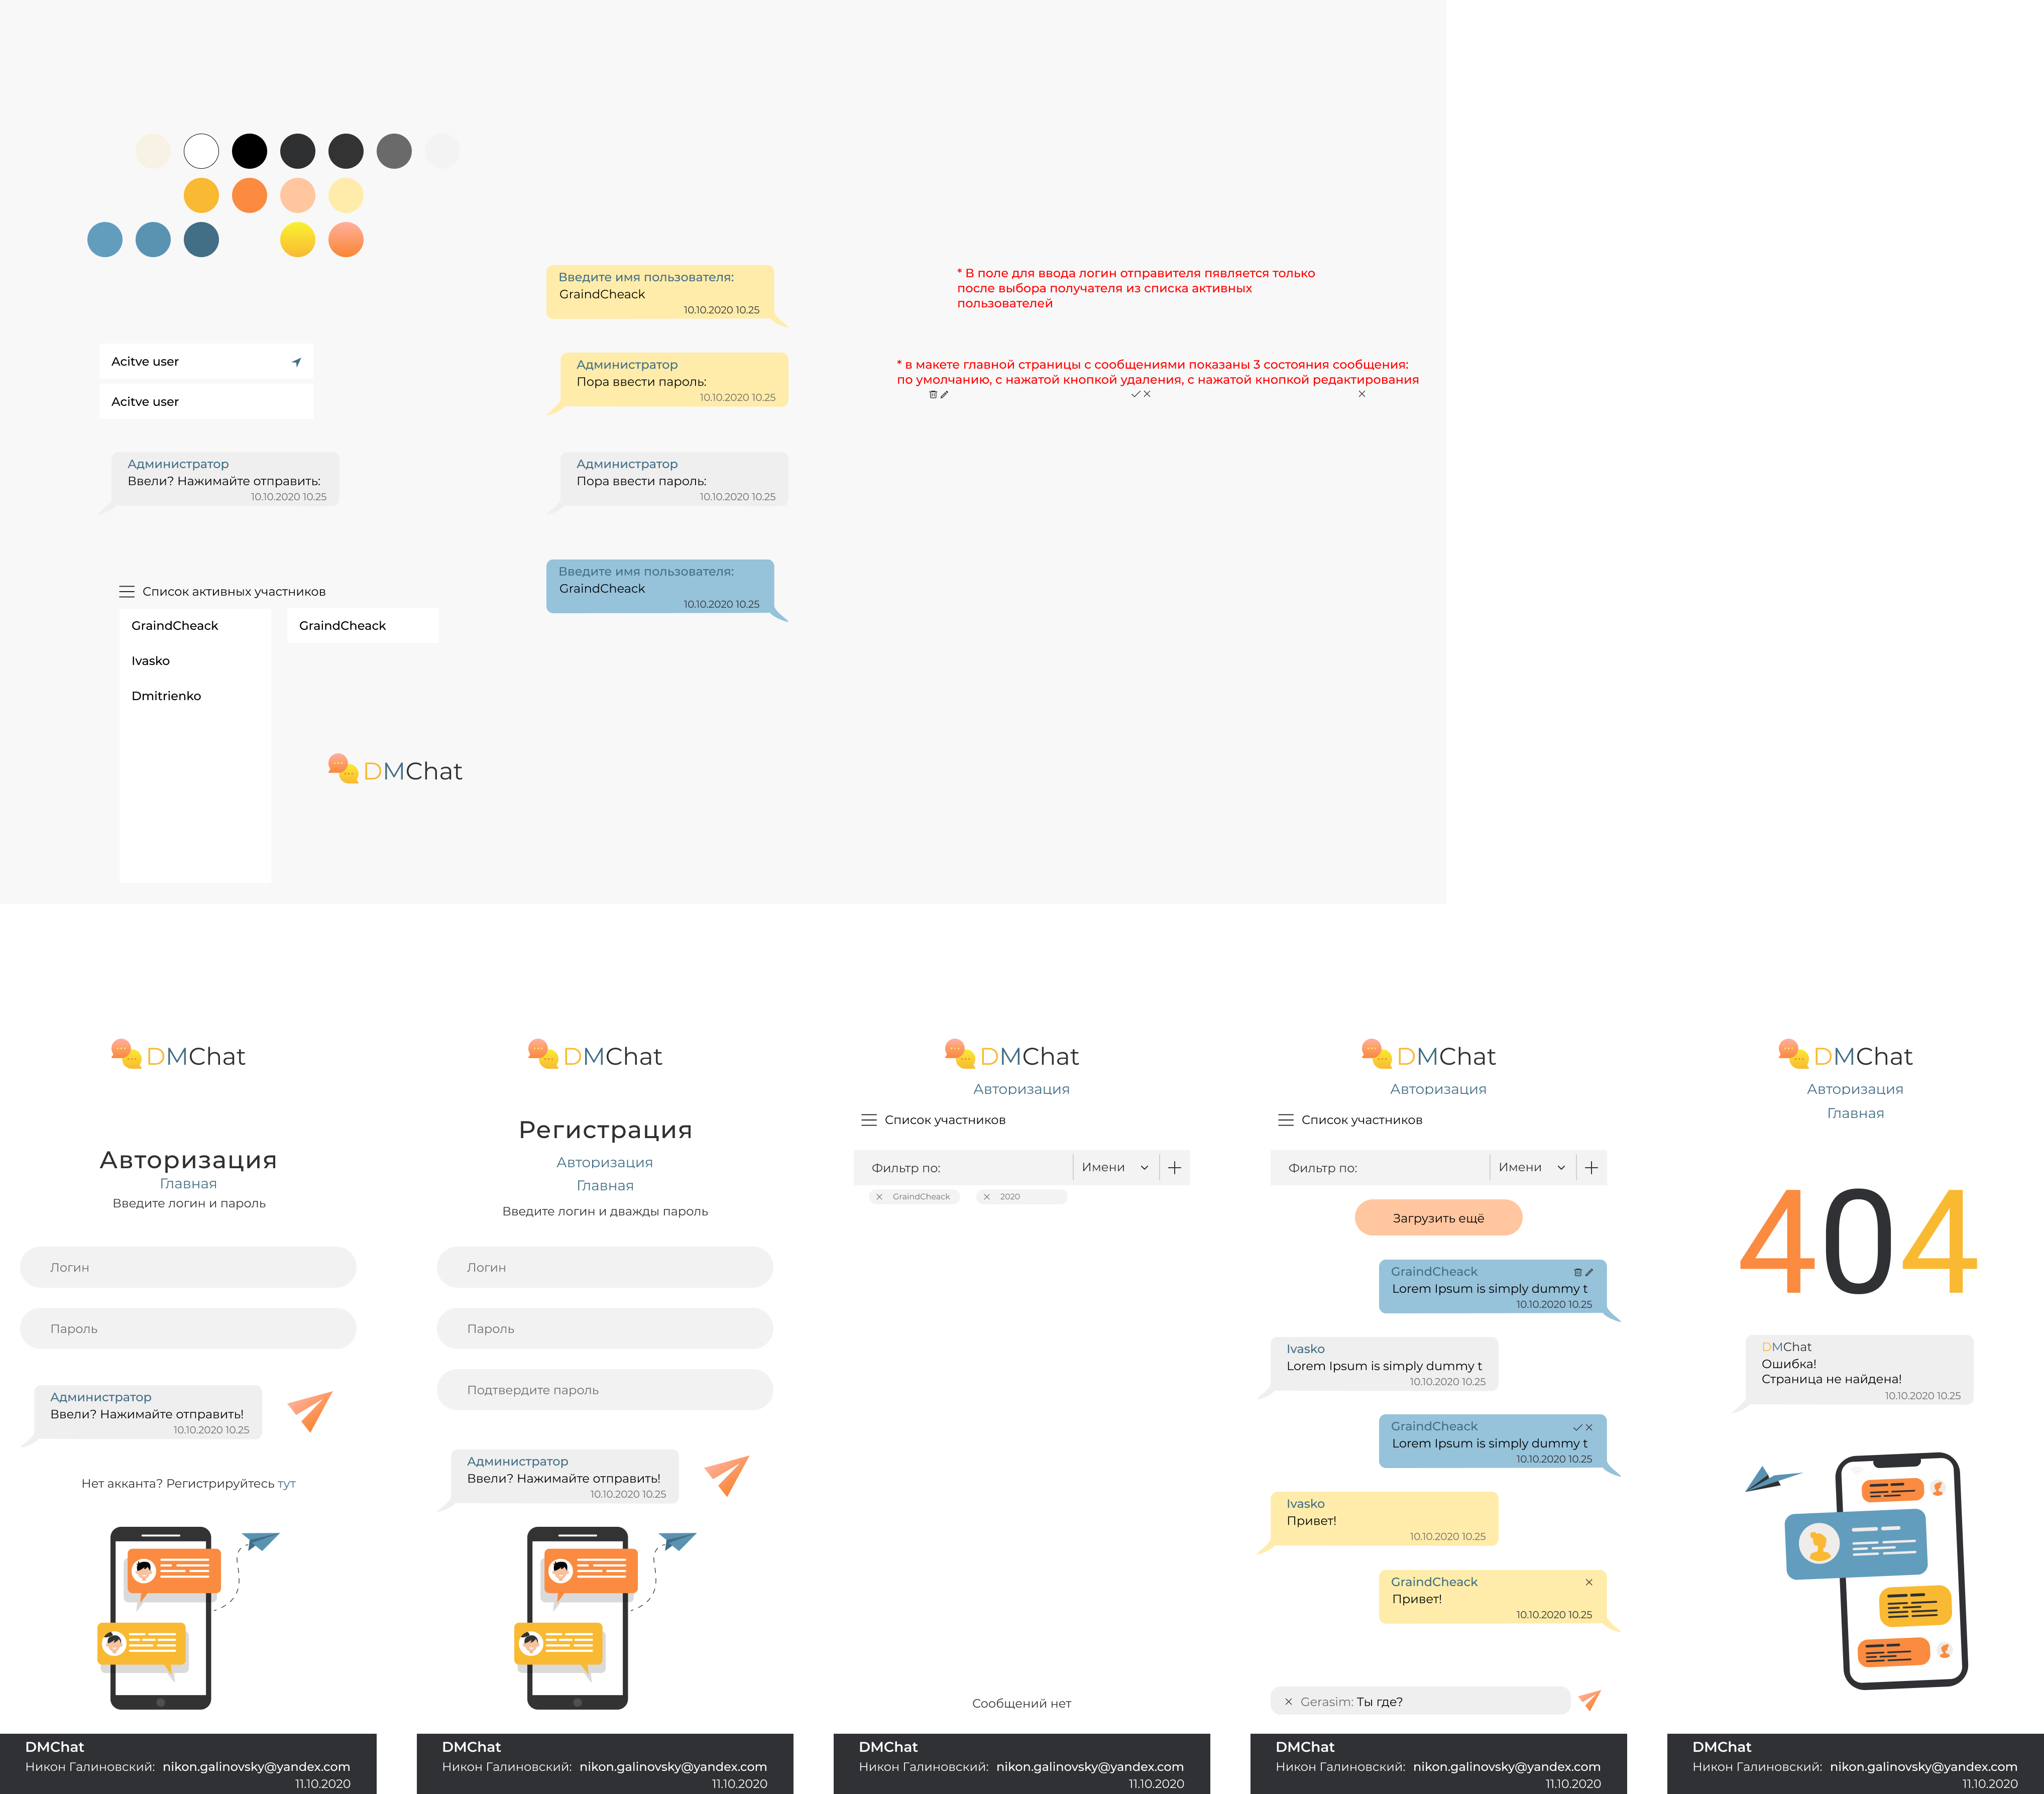 Введите имя пользователя:
GraindCheack
10.10.2020 10.25
* В поле для ввода логин отправителя пявляется только
после выбора получателя из списка активных
пользователей
Acitve user
Acitve user
Администратор
Пора ввести пароль:
10.10.2020 10.25
* в макете главной страницы с сообщениями показаны 3 состояния сообщения:
по умолчанию, с нажатой кнопкой удаления, с нажатой кнопкой редактирования
Администратор
Ввели? Нажимайте отправить:
10.10.2020 10.25
Администратор
Пора ввести пароль:
10.10.2020 10.25
Введите имя пользователя:
GraindCheack
10.10.2020 10.25
Список активных участников
GraindCheack
Ivasko
Dmitrienko
GraindCheack
DMChat
DMChat
Авторизация
Главная
Введите логин и пароль
Логин
Пароль
Администратор
Ввели? Нажимайте отправить!
10.10.2020 10.25
Нет акканта? Регистрируйтесь тут
DMChat
Никон Галиновский: nikon.galinovsky@yandex.com
11.10.2020
DMChat
Регистрация
Авторизация
Главная
Введите логин и дважды пароль
Логин
Пароль
Подтвердите пароль
Администратор
Ввели? Нажимайте отправить!
10.10.2020 10.25
DMChat
Никон Галиновский: nikon.galinovsky@yandex.com
11.10.2020
DMChat
Авторизация
Список участников
Фильтр по: Имени
GraindCheack 2020
Сообщений нет
DMChat
Никон Галиновский: nikon.galinovsky@yandex.com
11.10.2020
DMChat
Авторизация
Список участников
Фильтр по: Имени
Загрузить ещё
GraindCheack
Lorem Ipsum is simply dummy t
10.10.2020 10.25
Ivasko
Lorem Ipsum is simply dummy t
10.10.2020 10.25
GraindCheack
Lorem Ipsum is simply dummy t
10.10.2020 10.25
Ivasko
Привет!
10.10.2020 10.25
GraindCheack
Привет!
10.10.2020 10.25
Gerasim: Ты где?
DMChat
Никон Галиновский: nikon.galinovsky@yandex.com
11.10.2020
DMChat
Авторизация
Главная
404
DMChat
Ошибка!
Страница не найдена!
10.10.2020 10.25
DMChat
Никон Галиновский: nikon.galinovsky@yandex.com
11.10.2020